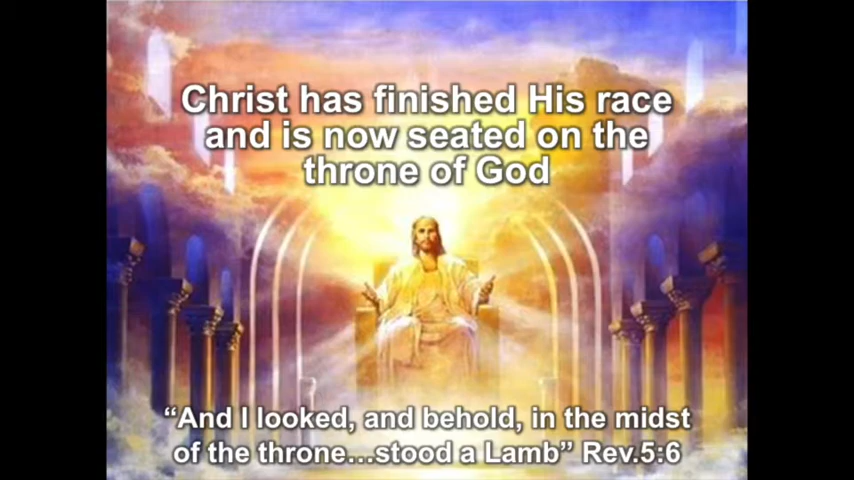 Christ has finished His race
and is now seated on the
throne of God
“And I looked, and behold, in the midst
of the throne...stood a Lamb” Rev.5:6